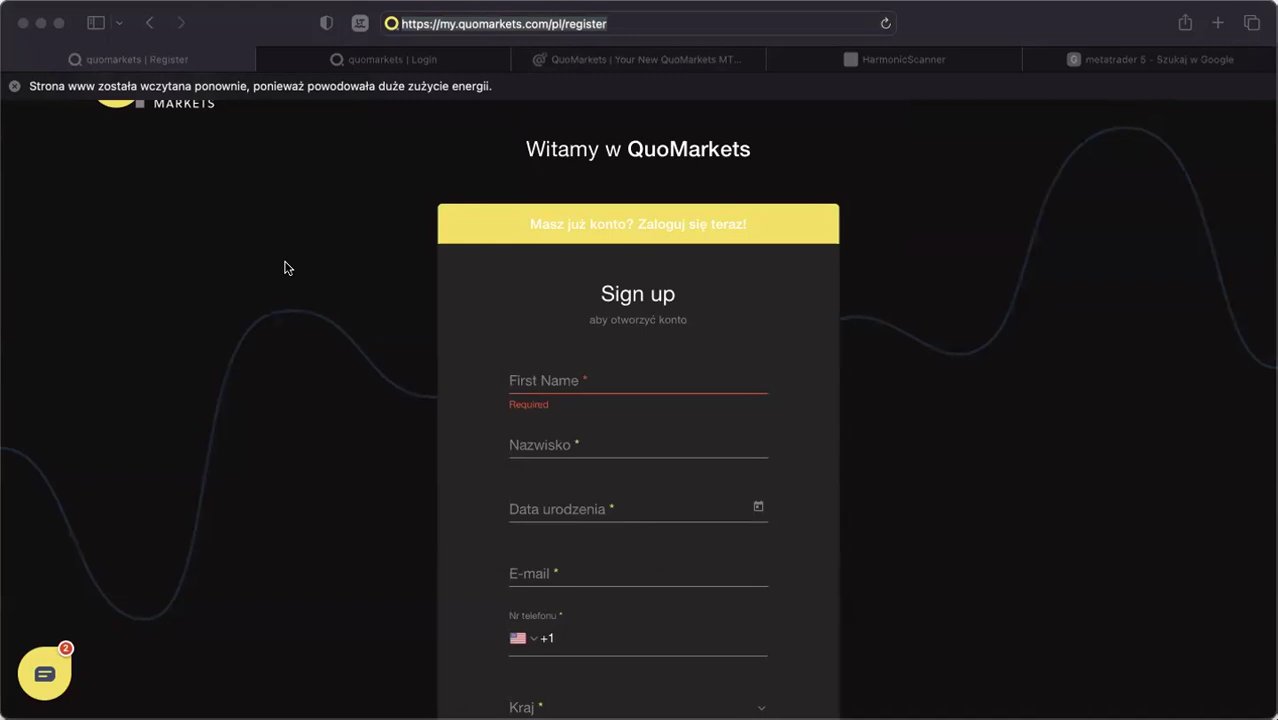 https://my.quomarkets.com/pl/register
quomarkets | Register
quomarkets | Login
QuoMarkets | Your New QuoMarkets MT...
HarmonicScanner
metatrader 5 - Szukaj w Google
Strona www została wczytana ponownie, ponieważ powodowała duże zużycie energii.
MARKETS
Witamy w QuoMarkets
Masz już konto? Zaloguj się teraz!
Sign up
aby otworzyć konto
First Name *
Required
Nazwisko *
Data urodzenia *
E-mail *
Nr telefonu *
+1
2
Kraj *